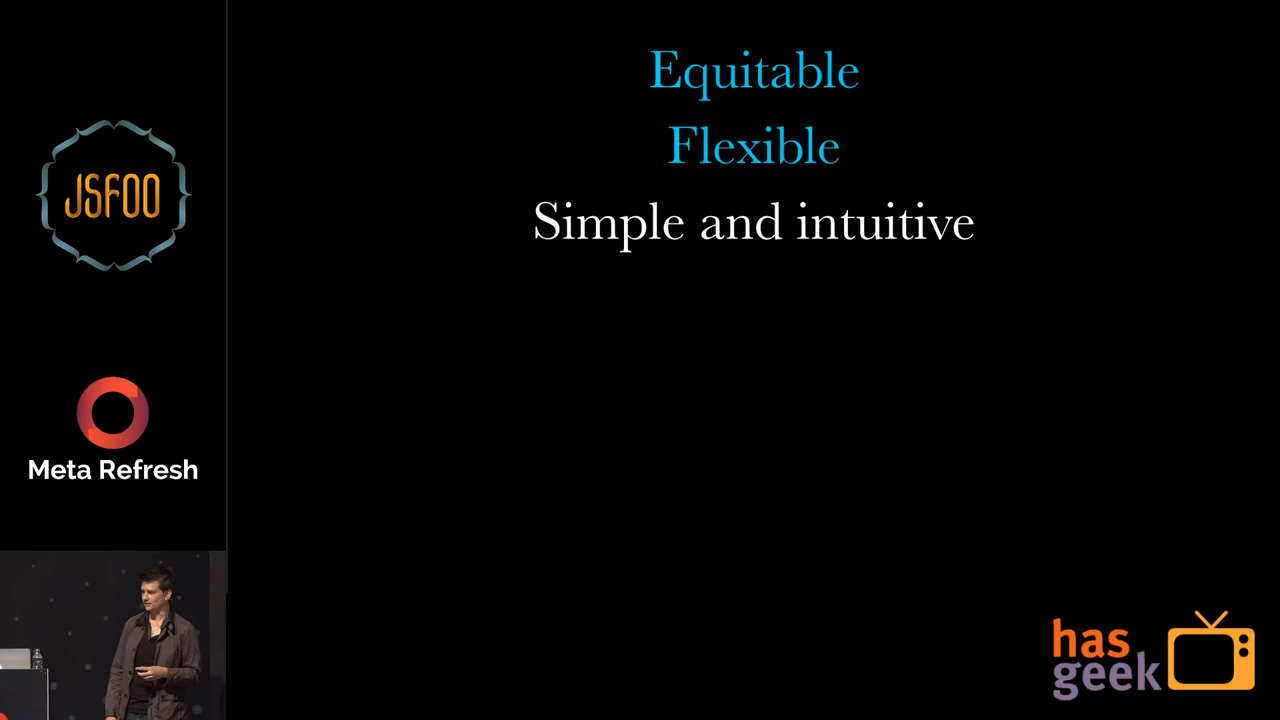 Equitable
Flexible
Simple and intuitive
JSFOO
Meta Refresh
has
geek